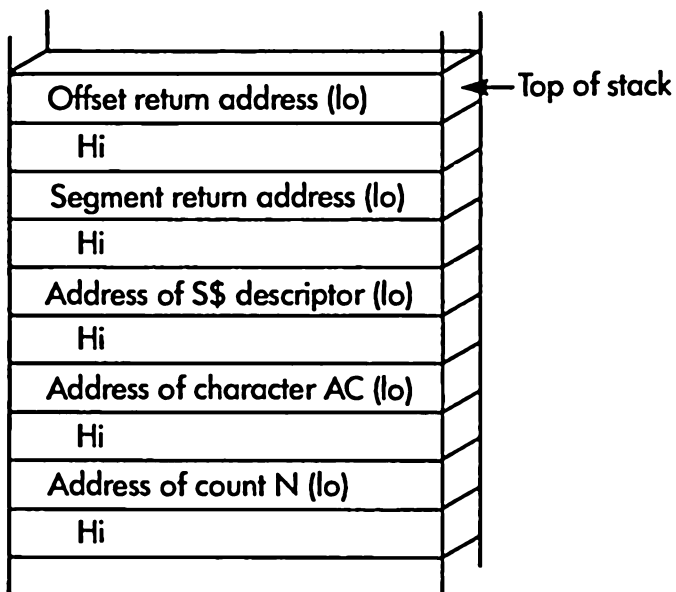 Offset return address (lo)
Top of stack
Hi
Segment return address (lo)
Hi
Address of S$ descriptor (lo)
Hi
Address of character AC (lo)
Hi
Address of count N (lo)
Hi